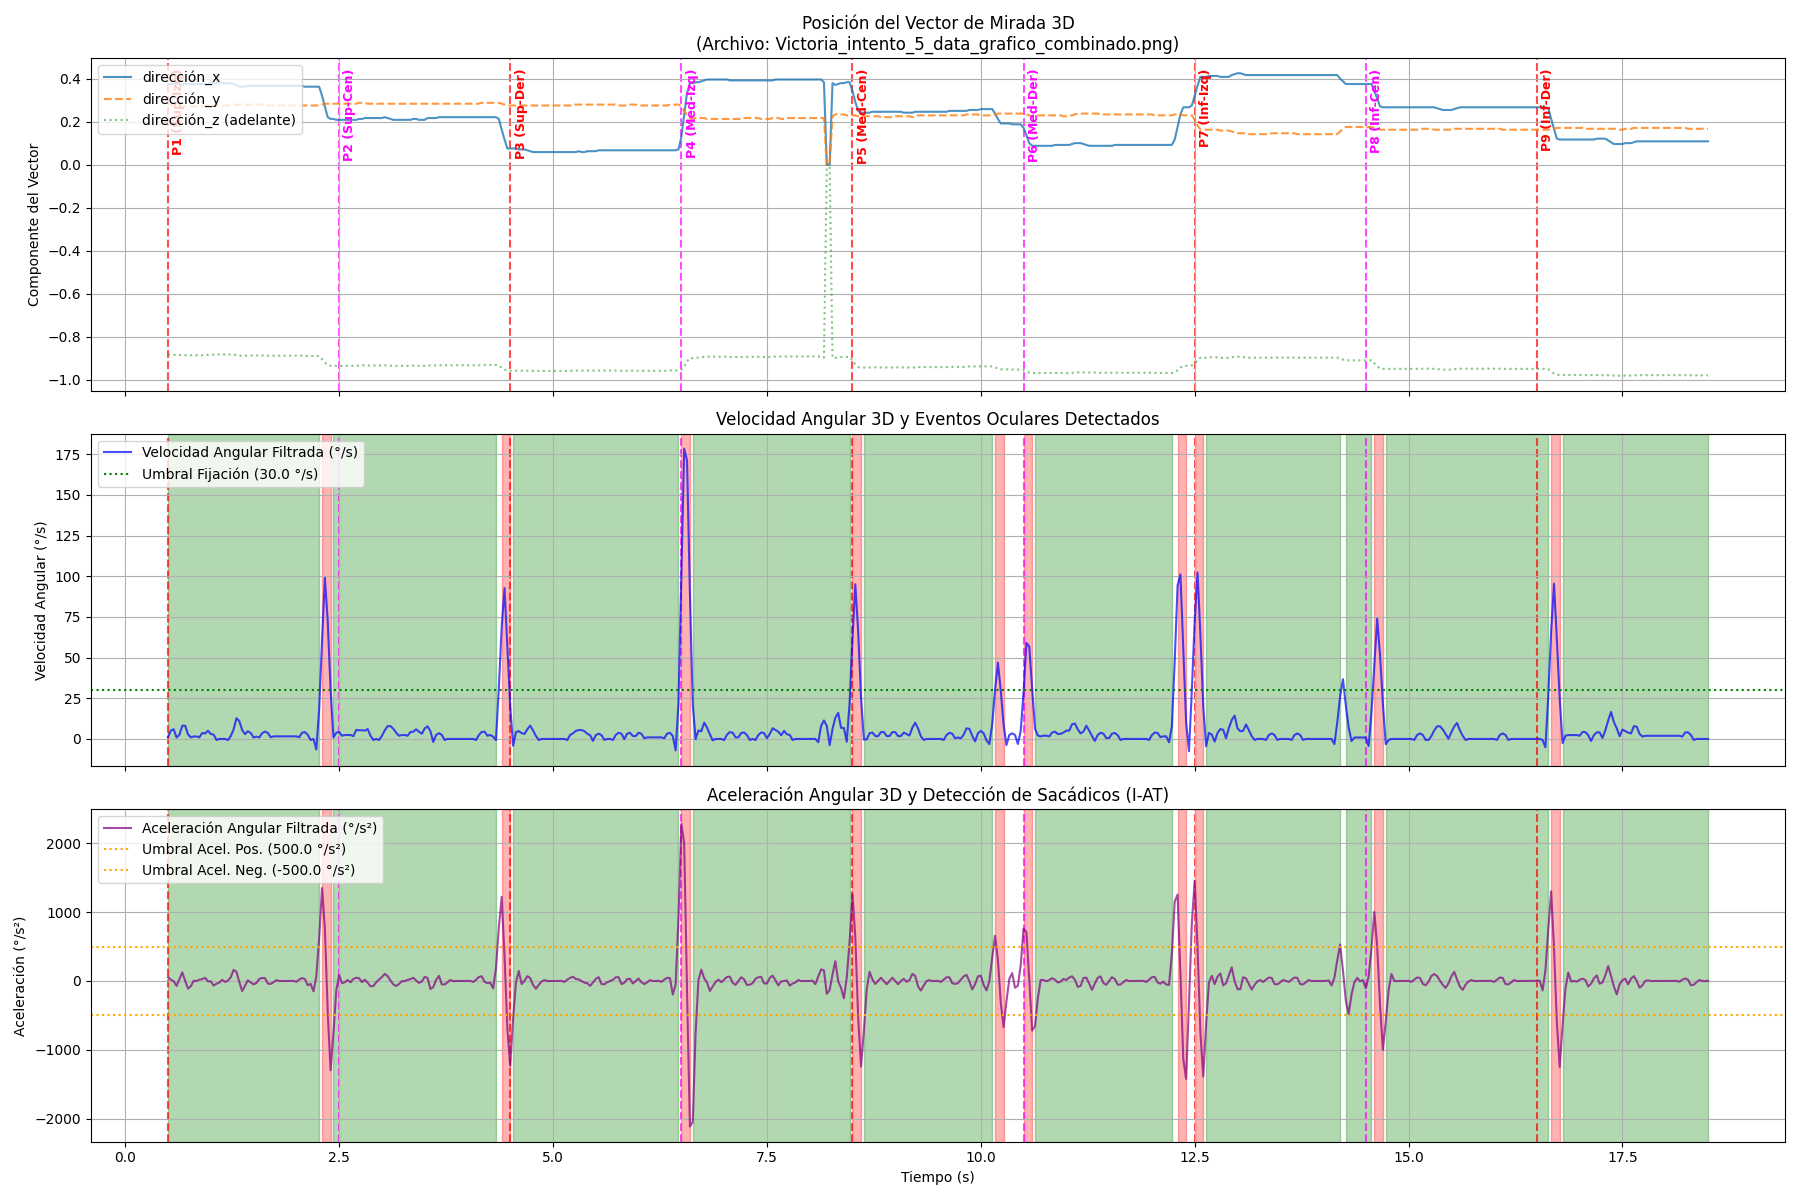 Posición del Vector de Mirada 3D
(Archivo: Victoria_intento_5_data_grafico_combinado.png)
Componente del Vector
0.4
0.2
0.0
−0.2
−0.4
−0.6
−0.8
−1.0
dirección_x
dirección_y
dirección_z (adelante)
P1 (Sup-Izq)
P2 (Sup-Cen)
P3 (Sup-Der)
P4 (Med-Izq)
P5 (Med-Cen)
P6 (Med-Der)
P7 (Inf-Izq)
P8 (Inf-Cen)
P9 (Inf-Der)
Velocidad Angular 3D y Eventos Oculares Detectados
Velocidad Angular (°/s)
175
150
125
100
75
50
25
0
Velocidad Angular Filtrada (°/s)
Umbral Fijación (30.0 °/s)
Aceleración Angular 3D y Detección de Sacádicos (I-AT)
Aceleración (°/s²)
2000
1000
0
−1000
−2000
Aceleración Angular Filtrada (°/s²)
Umbral Acel. Pos. (500.0 °/s²)
Umbral Acel. Neg. (-500.0 °/s²)
0.0
2.5
5.0
7.5
10.0
12.5
15.0
17.5
Tiempo (s)